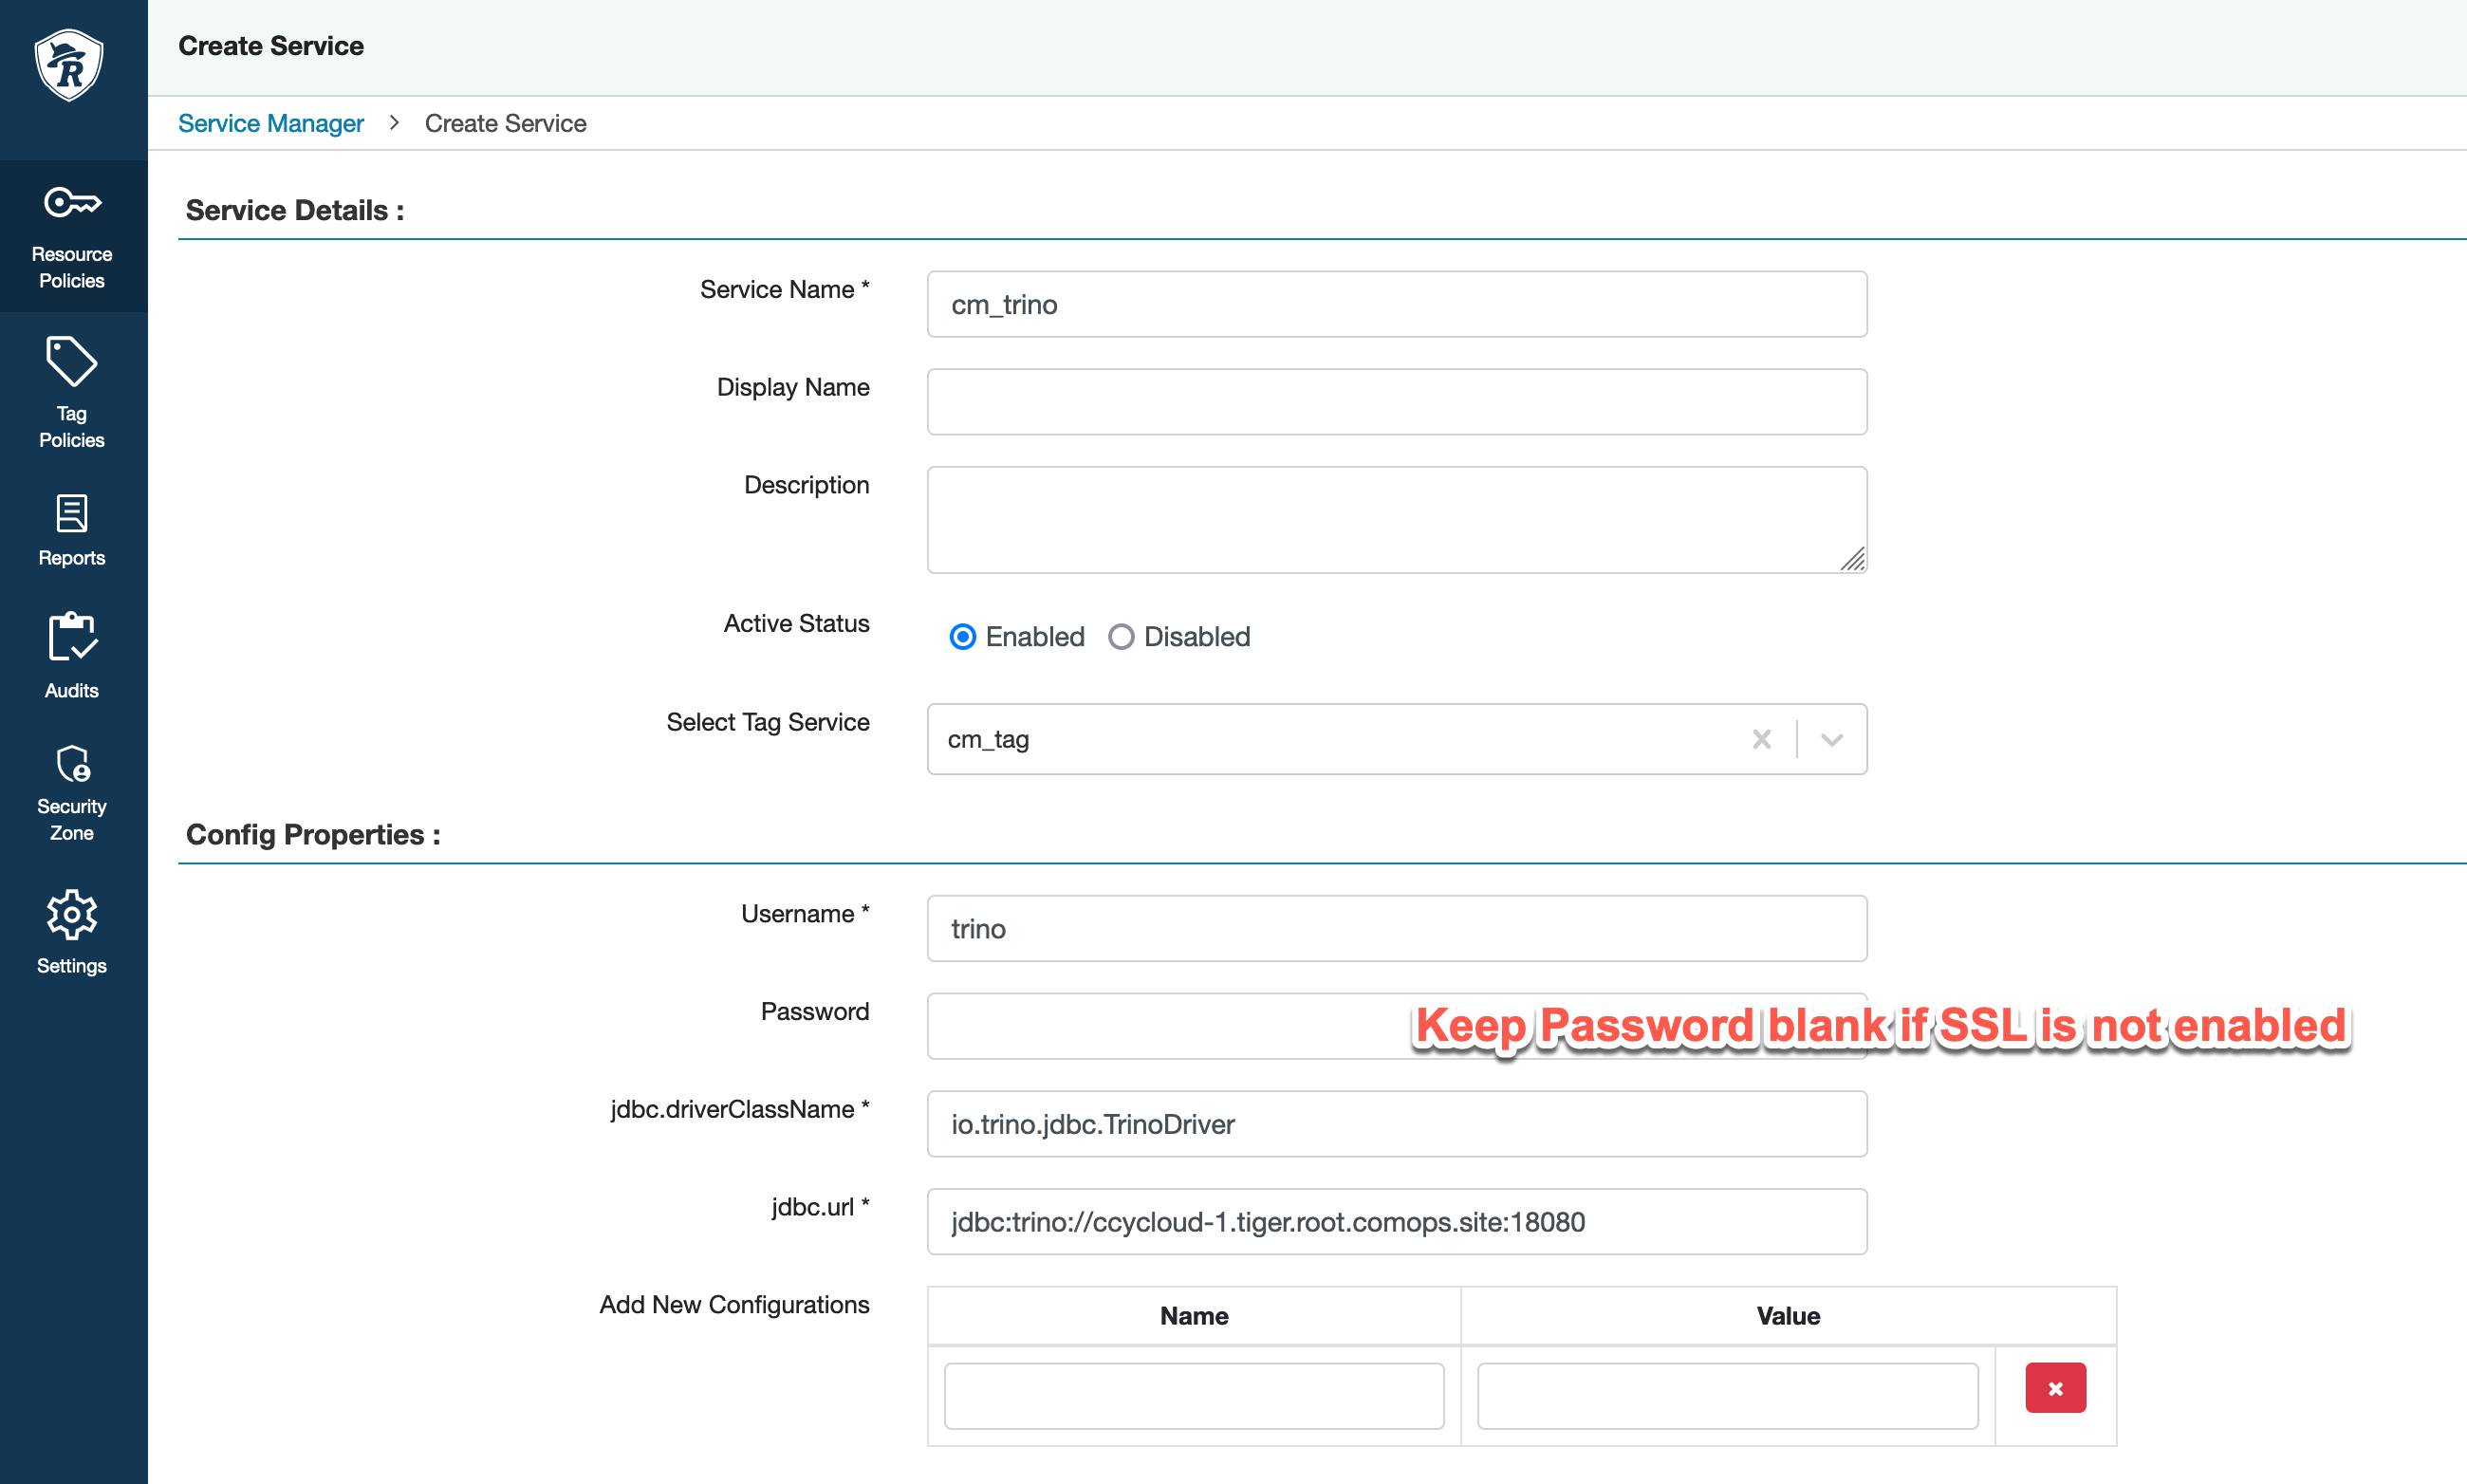 R
Create Service
Service Manager > Create Service
Resource
Policies
Tag
Policies
Reports
Audits
Security
Zone
Settings
Service Details :
Service Name *
cm_trino
Display Name
Description
Active Status
Enabled Disabled
Select Tag Service
cm_tag
Config Properties :
Username *
trino
Password
Keep Password blank if SSL is not enabled
jdbc.driverClassName *
io.trino.jdbc.TrinoDriver
jdbc.url *
jdbc:trino://ccycloud-1.tiger.root.comops.site:18080
Add New Configurations
Name Value